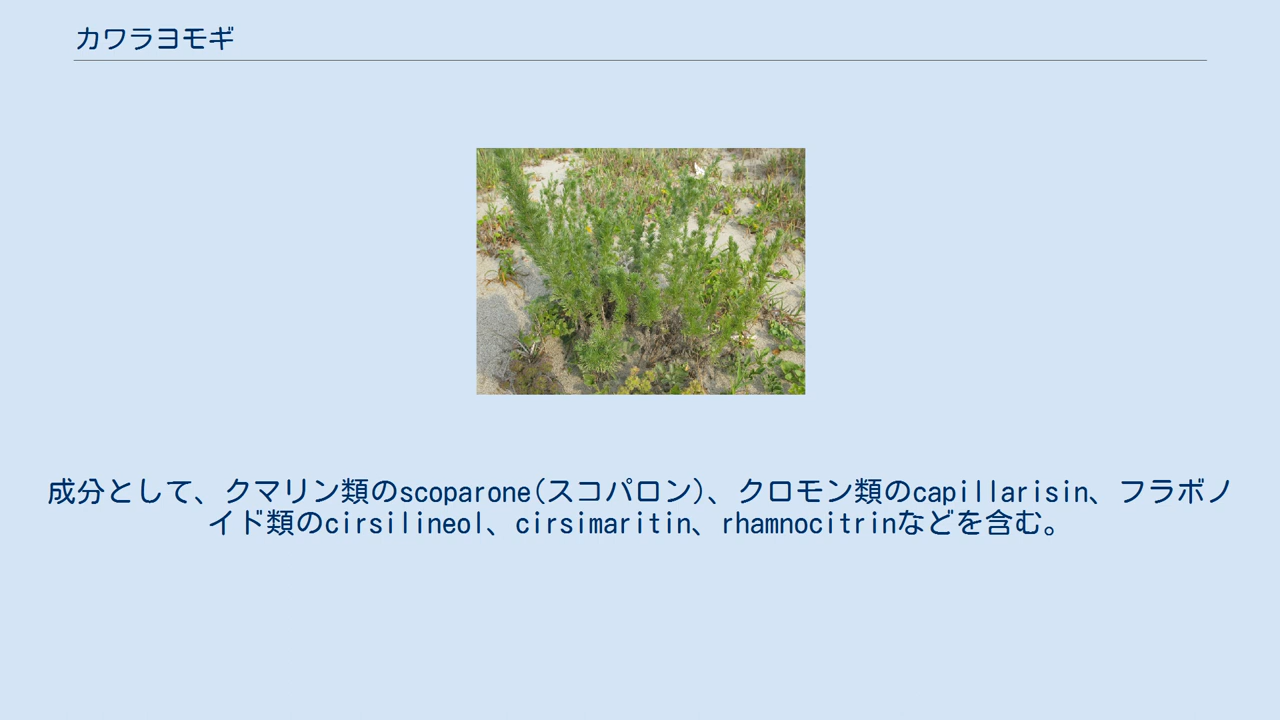 カワラヨモギ
成分として、クマリン類のscoparone(スコパロン)、クロモン類のcapillarisin、フラボノ
イド類のcirsilineol、cirsimaritin、rhamnocitrinなどを含む。